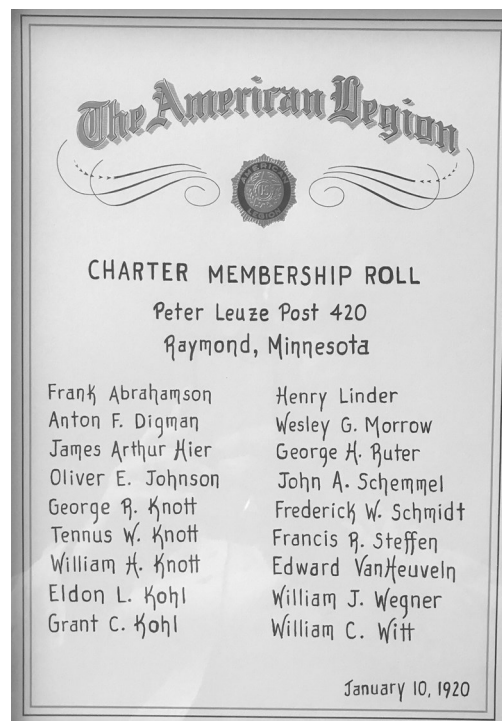 The American Legion
AMERICAN
LEGION
CHARTER MEMBERSHIP ROLL
Peter Leuze Post 420
Raymond, Minnesota
Frank Abrahamson
Anton F. Digman
James Arthur Hier
Oliver E. Johnson
George R. Knott
Tennus W. Knott
William H. Knott
Eldon L. Kohl
Grant C. Kohl
Henry Linder
Wesley G. Morrow
George H. Ruter
John A. Schemmel
Frederick W. Schmidt
Francis R. Steffen
Edward VanHeuveln
William J. Wegner
William C. Witt
January 10, 1920